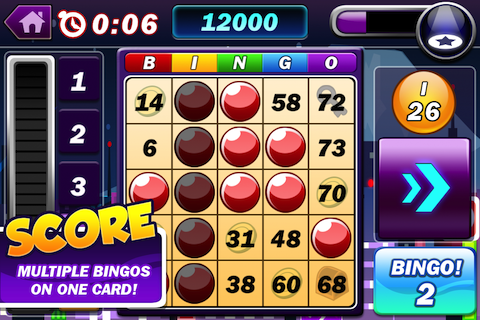 0:06
12000
B I N G O
14 58 72
6 73
70
31 48
38 60 68
1
2
3
I
26
SCORE
MULTIPLE BINGOS
ON ONE CARD!
BINGO!
2